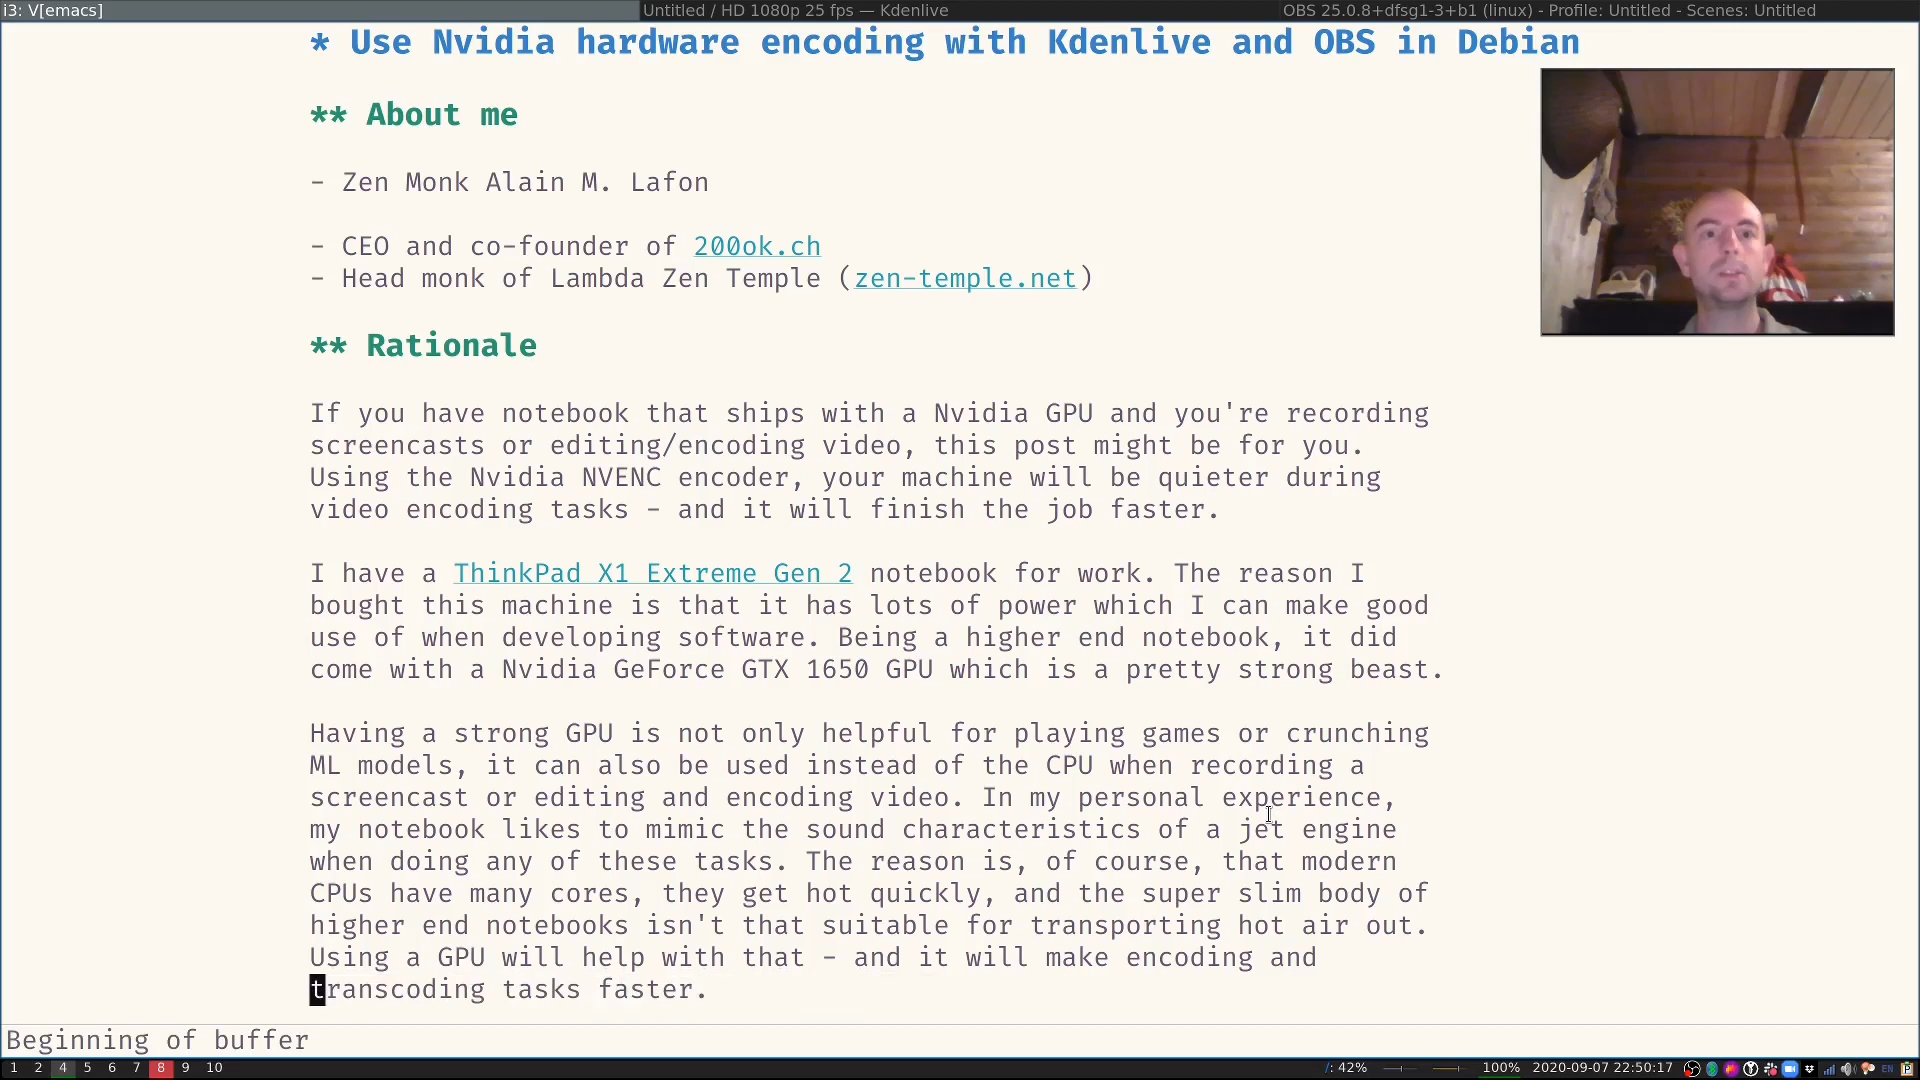 i3: V[emacs]
Untitled / HD 1080p 25 fps — Kdenlive
OBS 25.0.8+dfsg1-3+b1 (linux) - Profile: Untitled - Scenes: Untitled
* Use Nvidia hardware encoding with Kdenlive and OBS in Debian
** About me
- Zen Monk Alain M. Lafon
- CEO and co-founder of 200ok.ch
- Head monk of Lambda Zen Temple (zen-temple.net)
** Rationale
If you have notebook that ships with a Nvidia GPU and you're recording
screencasts or editing/encoding video, this post might be for you.
Using the Nvidia NVENC encoder, your machine will be quieter during
video encoding tasks - and it will finish the job faster.
I have a ThinkPad X1 Extreme Gen 2 notebook for work. The reason I
bought this machine is that it has lots of power which I can make good
use of when developing software. Being a higher end notebook, it did
come with a Nvidia GeForce GTX 1650 GPU which is a pretty strong beast.
Having a strong GPU is not only helpful for playing games or crunching
ML models, it can also be used instead of the CPU when recording a
screencast or editing and encoding video. In my personal experience,
my notebook likes to mimic the sound characteristics of a jet engine
when doing any of these tasks. The reason is, of course, that modern
CPUs have many cores, they get hot quickly, and the super slim body of
higher end notebooks isn't that suitable for transporting hot air out.
Using a GPU will help with that - and it will make encoding and
transcoding tasks faster.
Beginning of buffer
1 2 4 5 6 7 8 9 10
/: 42% 100% 2020-09-07 22:50:17 EN